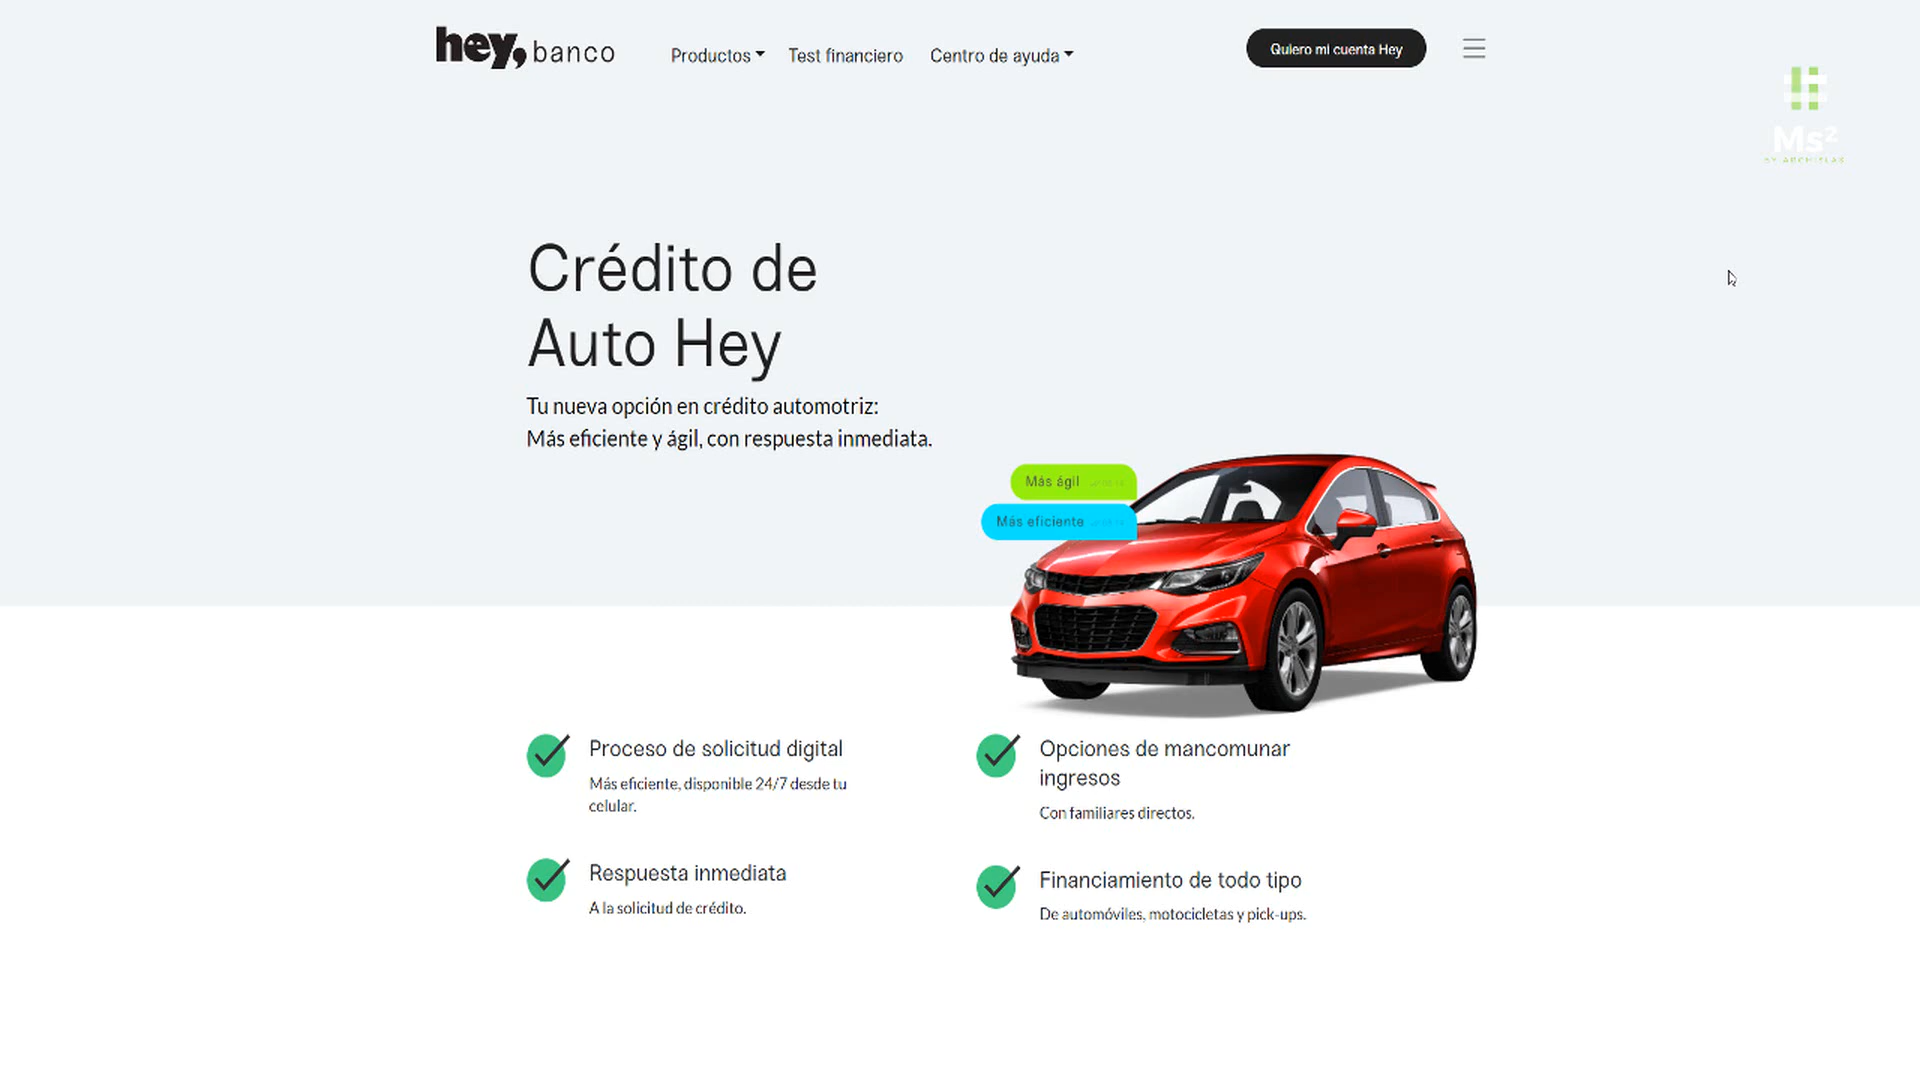 hey, banco
Productos
Test financiero
Centro de ayuda
Quiero mi cuenta Hey
Ms²
BY ARCHITLAB
Crédito de
Auto Hey
Tu nueva opción en crédito automotriz:
Más eficiente y ágil, con respuesta inmediata.
Más ágil
Más eficiente
Proceso de solicitud digital
Más eficiente, disponible 24/7 desde tu
celular.
Opciones de mancomunar
ingresos
Con familiares directos.
Respuesta inmediata
A la solicitud de crédito.
Financiamiento de todo tipo
De automóviles, motocicletas y pick-ups.